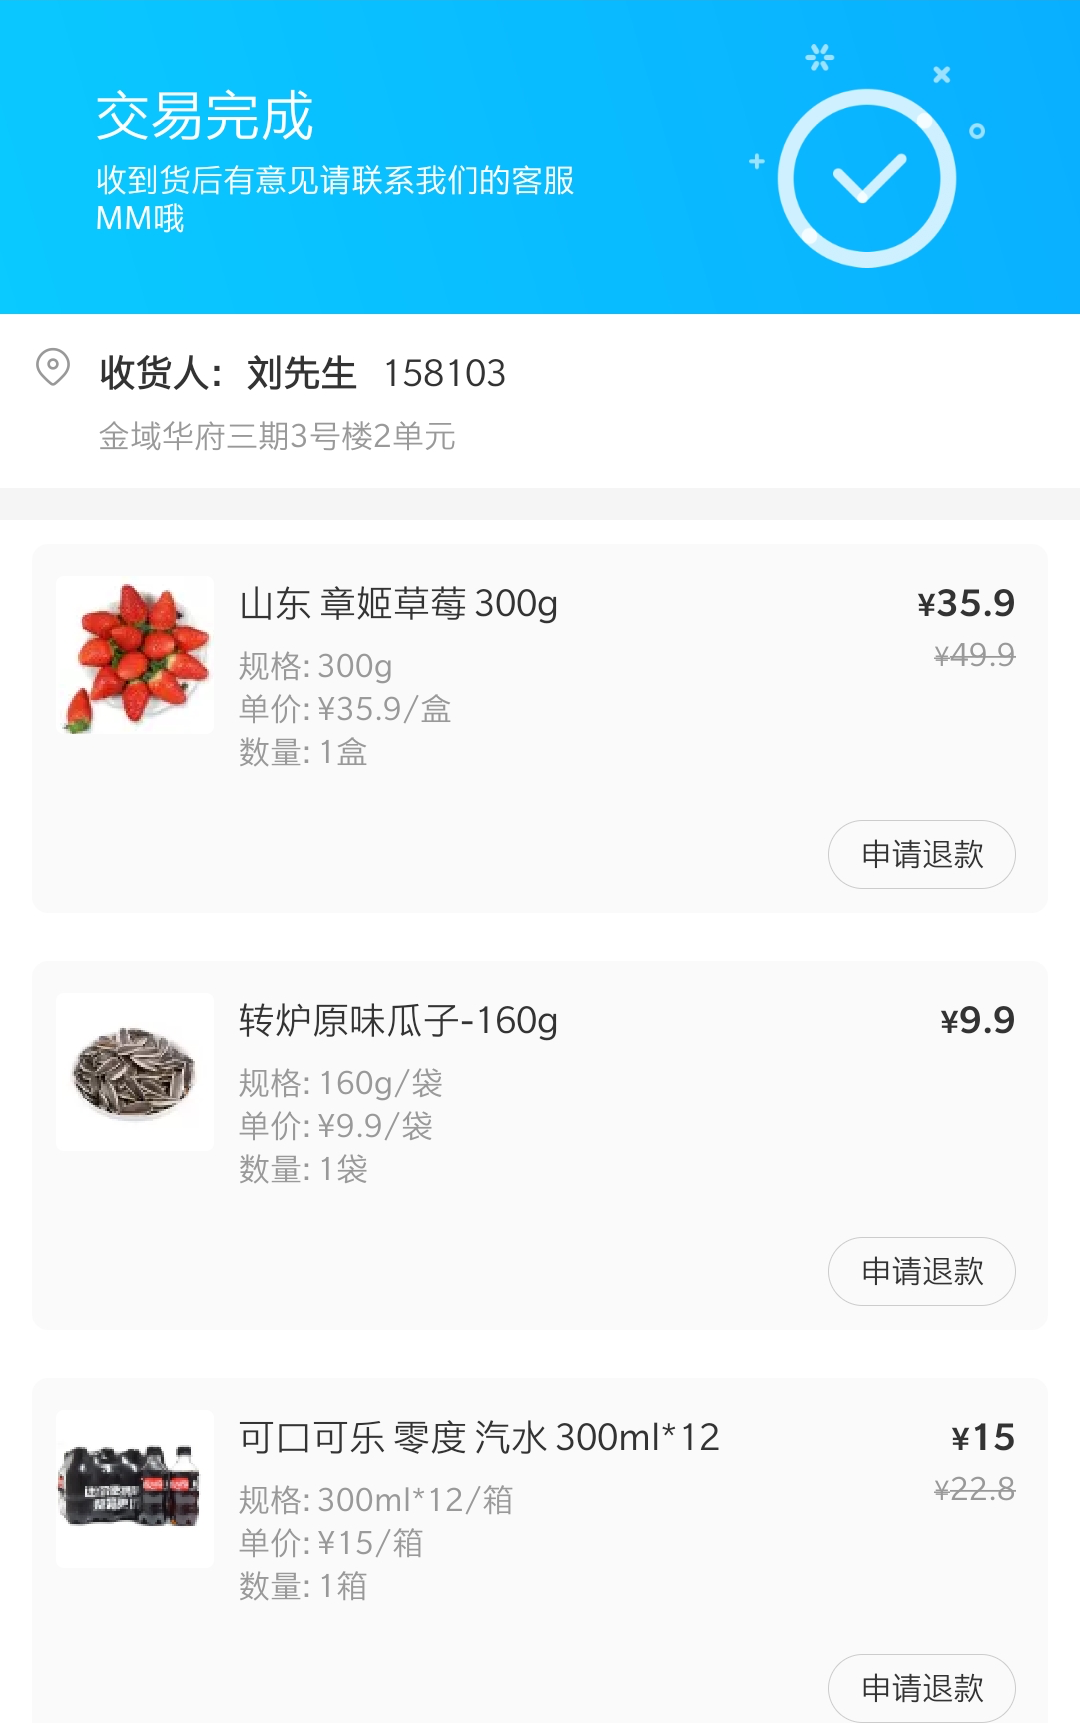 交易完成
收到货后有意见请联系我们的客服
MM哦
收货人：刘先生 158103
金域华府三期3号楼2单元
山东 章姬草莓 300g
¥35.9
规格: 300g
¥49.9
单价: ¥35.9/盒
数量: 1盒
申请退款
转炉原味瓜子-160g
¥9.9
规格: 160g/袋
单价: ¥9.9/袋
数量: 1袋
申请退款
可口可乐 零度 汽水 300ml*12
¥15
规格: 300ml*12/箱
¥22.8
单价: ¥15/箱
数量: 1箱
申请退款